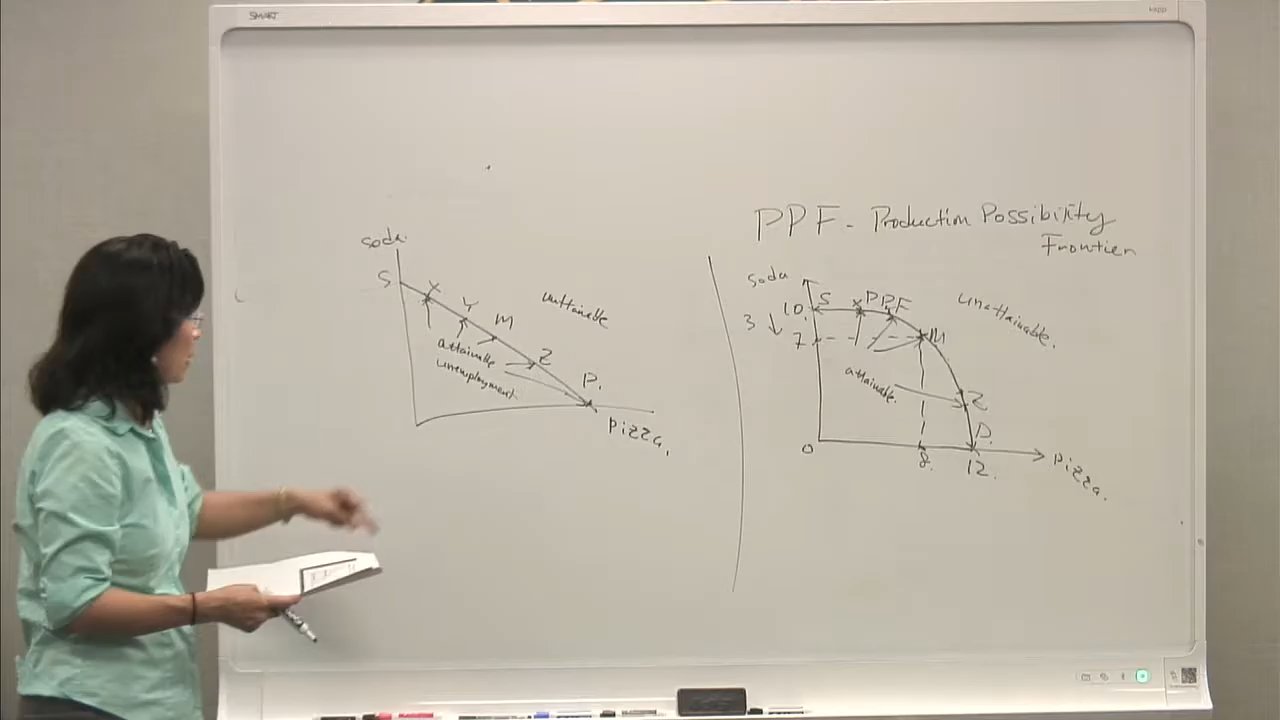 SMART
kapp
PPF - Production Possibility
Frontier
soda
S
X
Y
M
Z
P.
unattainable
attainable
unemployment.
Pizza,
soda
10.
S
X
PPF
3
7
M
unattainable.
attainable.
Z
P.
0
8.
12.
Pizza.